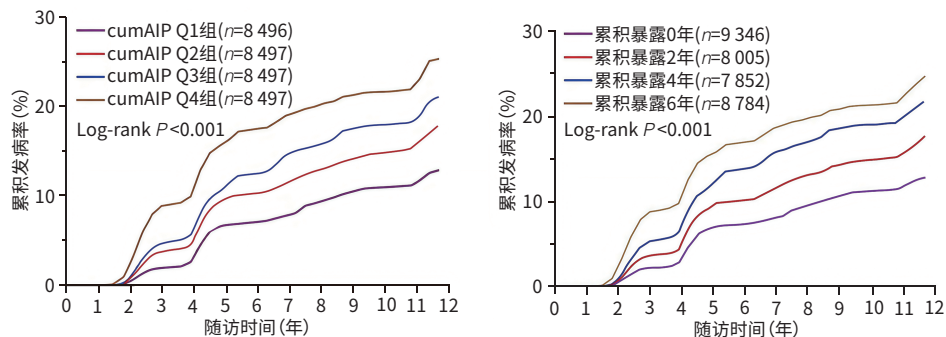 30
20
10
0
累积发病率(%)
cumAIP Q1组(n=8 496)
cumAIP Q2组(n=8 497)
cumAIP Q3组(n=8 497)
cumAIP Q4组(n=8 497)
Log-rank P<0.001
0 1 2 3 4 5 6 7 8 9 10 11 12
随访时间(年)
30
20
10
0
累积发病率(%)
累积暴露0年(n=9 346)
累积暴露2年(n=8 005)
累积暴露4年(n=7 852)
累积暴露6年(n=8 784)
Log-rank P<0.001
0 1 2 3 4 5 6 7 8 9 10 11 12
随访时间(年)